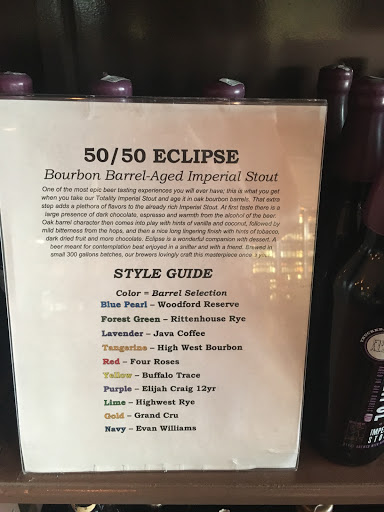 50/50 ECLIPSE
Bourbon Barrel-Aged Imperial Stout
One of the most epic beer tasting experiences you will ever have; this is what you get
when you take our Totality Imperial Stout and age it in oak bourbon barrels. That extra
step adds a plethora of flavors to the already rich Imperial Stout. At first taste there is a
large presence of dark chocolate, espresso and warmth from the alcohol of the beer.
Oak barrel character then comes into play with hints of vanilla and coconut, followed by
mild bitterness from the hops, and then a nice long lingering finish with hints of tobacco,
dark dried fruit and more chocolate. Eclipse is a wonderful companion with dessert. A
beer meant for contemplation best enjoyed in a snifter and with a friend. Brewed in
small 300 gallons batches, our brewers lovingly craft this masterpiece once a
STYLE GUIDE
Color = Barrel Selection
Blue Pearl – Woodford Reserve
Forest Green – Rittenhouse Rye
Lavender – Java Coffee
Tangerine – High West Bourbon
Red – Four Roses
Yellow – Buffalo Trace
Purple – Elijah Craig 12yr
Lime – Highwest Rye
Gold – Grand Cru
Navy – Evan Williams